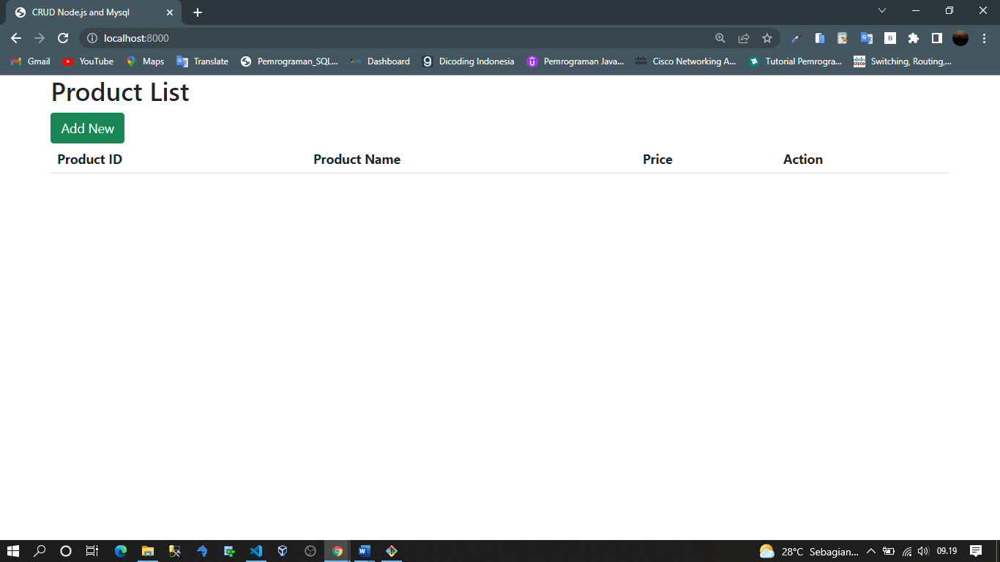 CRUD Node.js and Mysql
localhost:8000
Gmail YouTube Maps Translate Pemrograman_SQL... Dashboard Dicoding Indonesia Pemrograman Java... Cisco Networking A... Tutorial Pemrogra... Switching, Routing,...
Product List
Add New
Product ID Product Name Price Action
28°C Sebagian... 09.19